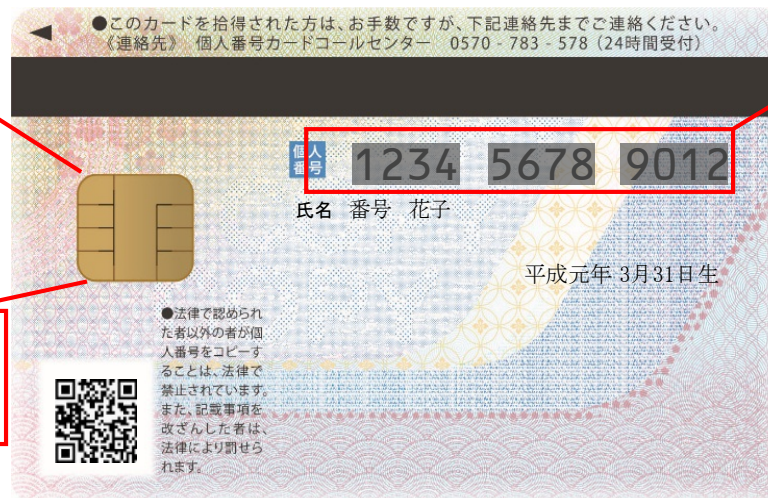 ●このカードを拾得された方は、お手数ですが、下記連絡先までご連絡ください。
《連絡先》 個人番号カードコールセンター 0570 - 783 - 578 (24時間受付)
個人番号 1234 5678 9012
氏名 番号 花子
平成元年 3月31日生
●法律で認められ
た者以外の者が個
人番号をコピーす
ることは、法律で
禁止されています。
また、記載事項を
改ざんした者は、
法律により罰せら
れます。